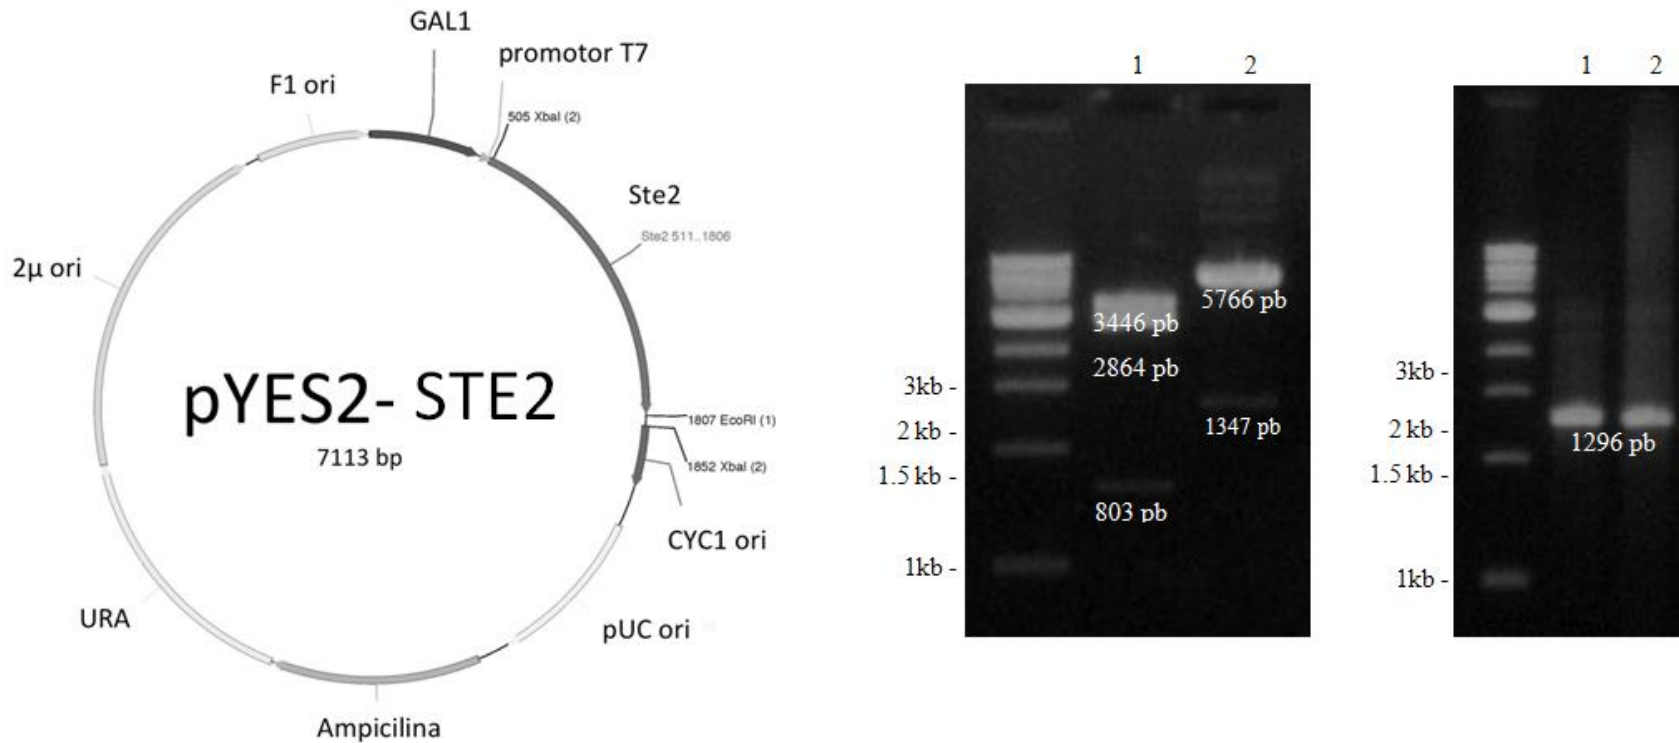 GAL1
promotor T7
F1 ori
505 XbaI (2)
Ste2
Ste2 511..1806
2µ ori
pYES2- STE2
7113 bp
1807 EcoRI (1)
1852 XbaI (2)
CYC1 ori
URA
pUC ori
Ampicilina
1 2
5766 pb
3446 pb
2864 pb
3kb -
2 kb -
1347 pb
1.5 kb -
803 pb
1kb -
1 2
3kb -
2 kb -
1296 pb
1.5 kb -
1kb -